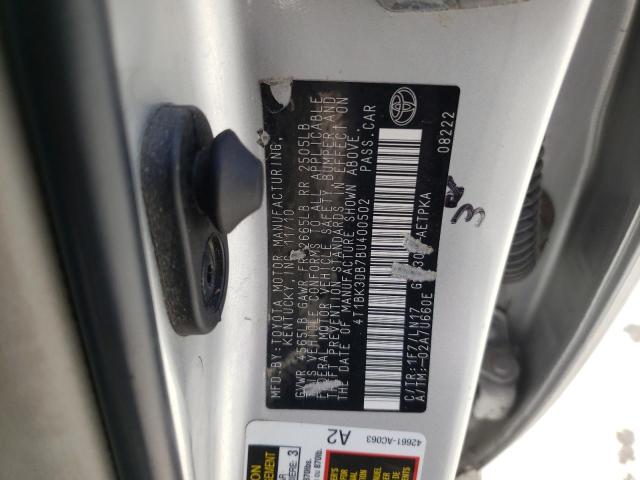 MFD. BY: TOYOTA MOTOR MANUFACTURING,
KENTUCKY, INC. 11/10
GVWR 4565LB GAWR FR 2665LB RR 2505LB
THIS VEHICLE CONFORMS TO ALL APPLICABLE
FEDERAL MOTOR VEHICLE SAFETY, BUMPER AND
THEFT PREVENTION STANDARDS IN EFFECT ON
THE DATE OF MANUFACTURE SHOWN ABOVE.
4T1BK3DB7BU400502 PASS.CAR
C/TR:1F7/LN17 AETPKA
A/TM:-02A/U660E 08222
3
42661-AC063
A2